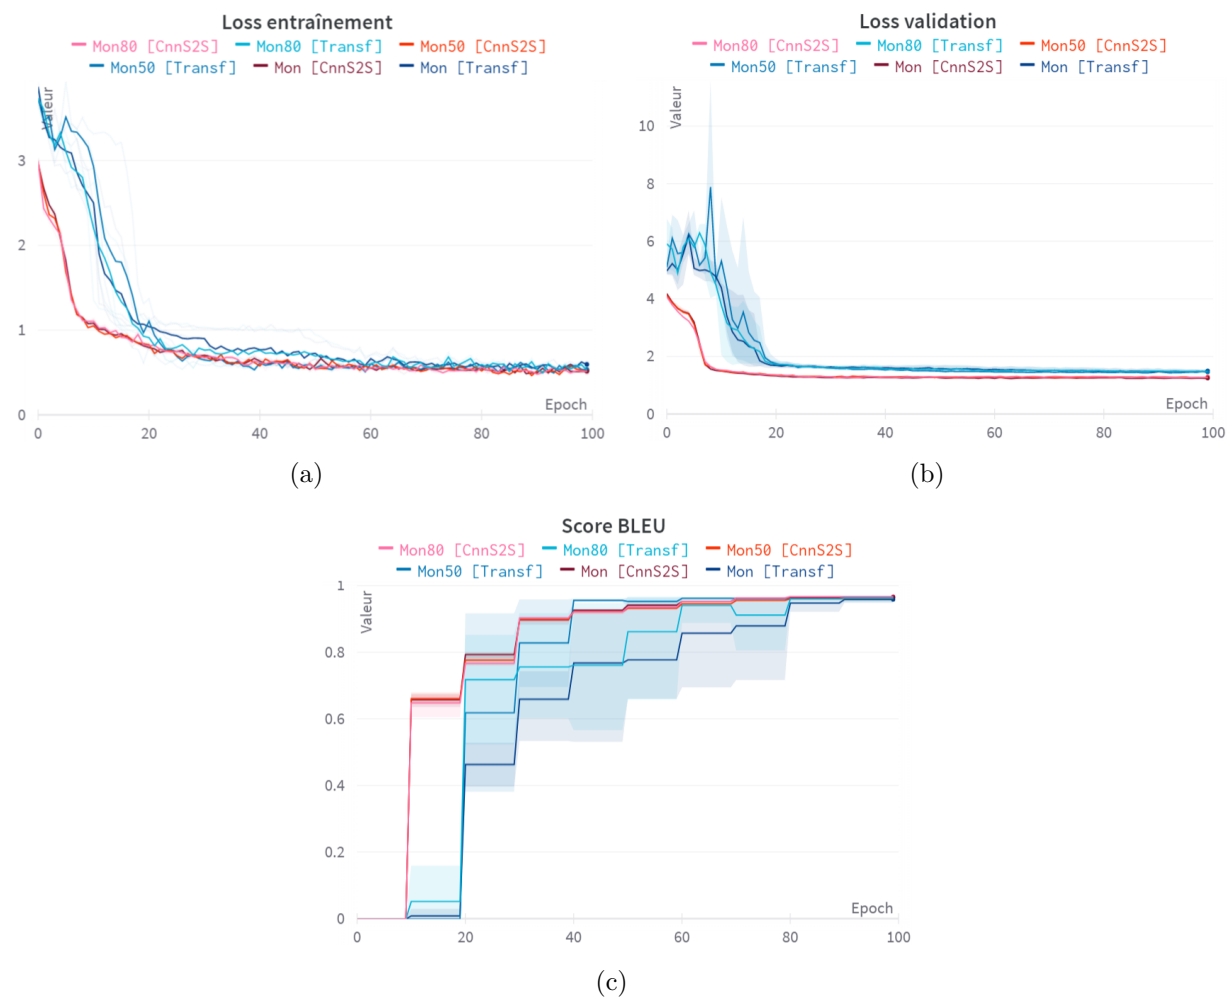 Loss entraînement
Mon80 [CnnS2S] Mon80 [Transf] Mon50 [CnnS2S]
Mon50 [Transf] Mon [CnnS2S] Mon [Transf]
Valeur
3
2
1
0
Epoch
0 20 40 60 80 100
(a)
Loss validation
Mon80 [CnnS2S] Mon80 [Transf] Mon50 [CnnS2S]
Mon50 [Transf] Mon [CnnS2S] Mon [Transf]
Valeur
10
8
6
4
2
0
Epoch
0 20 40 60 80 100
(b)
Score BLEU
Mon80 [CnnS2S] Mon80 [Transf] Mon50 [CnnS2S]
Mon50 [Transf] Mon [CnnS2S] Mon [Transf]
Valeur
1
0.8
0.6
0.4
0.2
0
Epoch
0 20 40 60 80 100
(c)